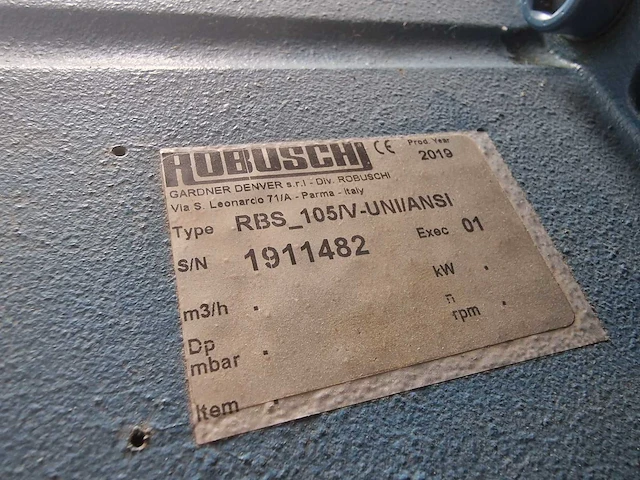 ROBUSCHI CE Prod. Year
2019
GARDNER DENVER s.r.l - Div. ROBUSCHI
Via S. Leonardo 71/A - Parma - Italy
Type RBS_105/V-UNI/ANSI
S/N 1911482 Exec 01
m3/h . kW .
Dp
mbar . n
rpm .
Item .